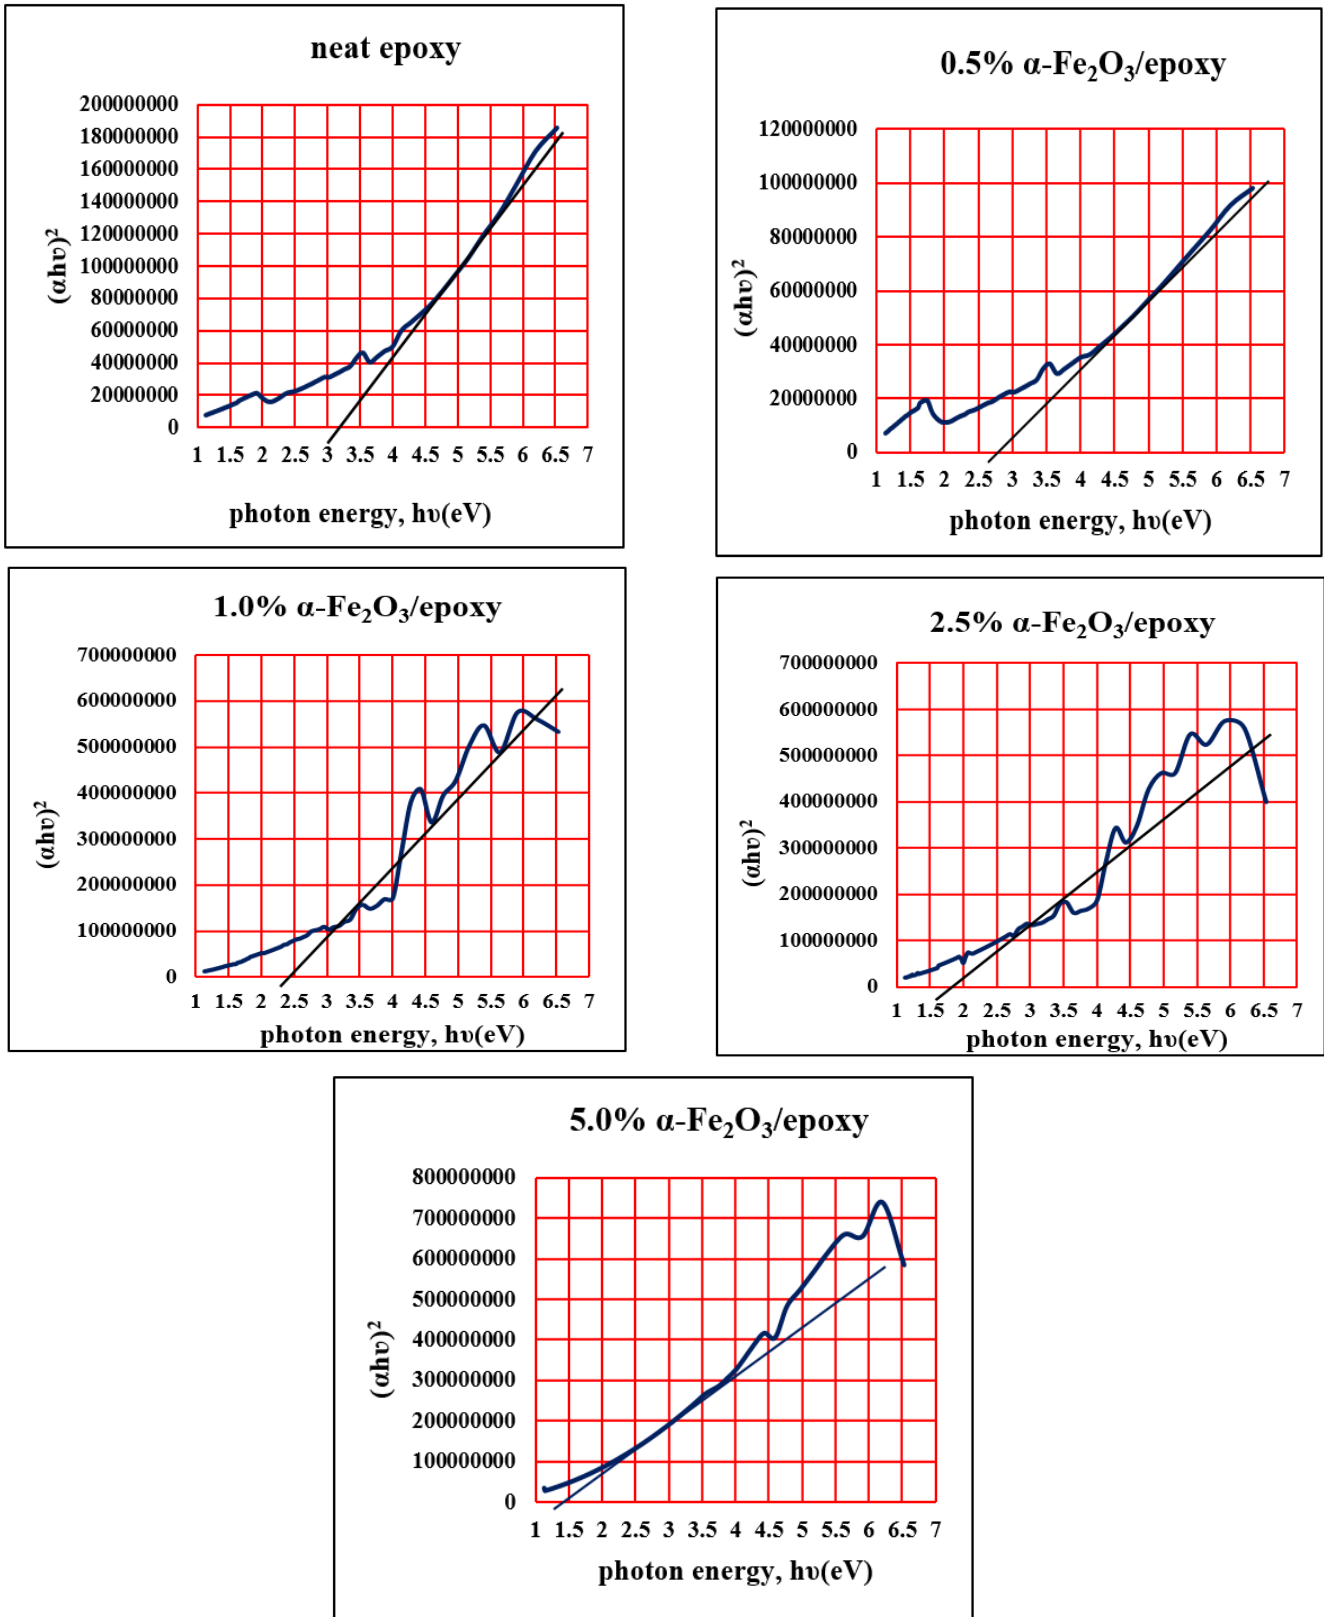 neat epoxy
200000000
180000000
160000000
140000000
120000000
100000000
80000000
60000000
40000000
20000000
0
(αhυ)²
1 1.5 2 2.5 3 3.5 4 4.5 5 5.5 6 6.5 7
photon energy, hυ(eV)
0.5% α-Fe₂O₃/epoxy
120000000
100000000
80000000
60000000
40000000
20000000
0
(αhυ)²
1 1.5 2 2.5 3 3.5 4 4.5 5 5.5 6 6.5 7
photon energy, hυ(eV)
1.0% α-Fe₂O₃/epoxy
700000000
600000000
500000000
400000000
300000000
200000000
100000000
0
(αhυ)²
1 1.5 2 2.5 3 3.5 4 4.5 5 5.5 6 6.5 7
photon energy, hυ(eV)
2.5% α-Fe₂O₃/epoxy
700000000
600000000
500000000
400000000
300000000
200000000
100000000
0
(αhυ)²
1 1.5 2 2.5 3 3.5 4 4.5 5 5.5 6 6.5 7
photon energy, hυ(eV)
5.0% α-Fe₂O₃/epoxy
800000000
700000000
600000000
500000000
400000000
300000000
200000000
100000000
0
(αhυ)²
1 1.5 2 2.5 3 3.5 4 4.5 5 5.5 6 6.5 7
photon energy, hυ(eV)